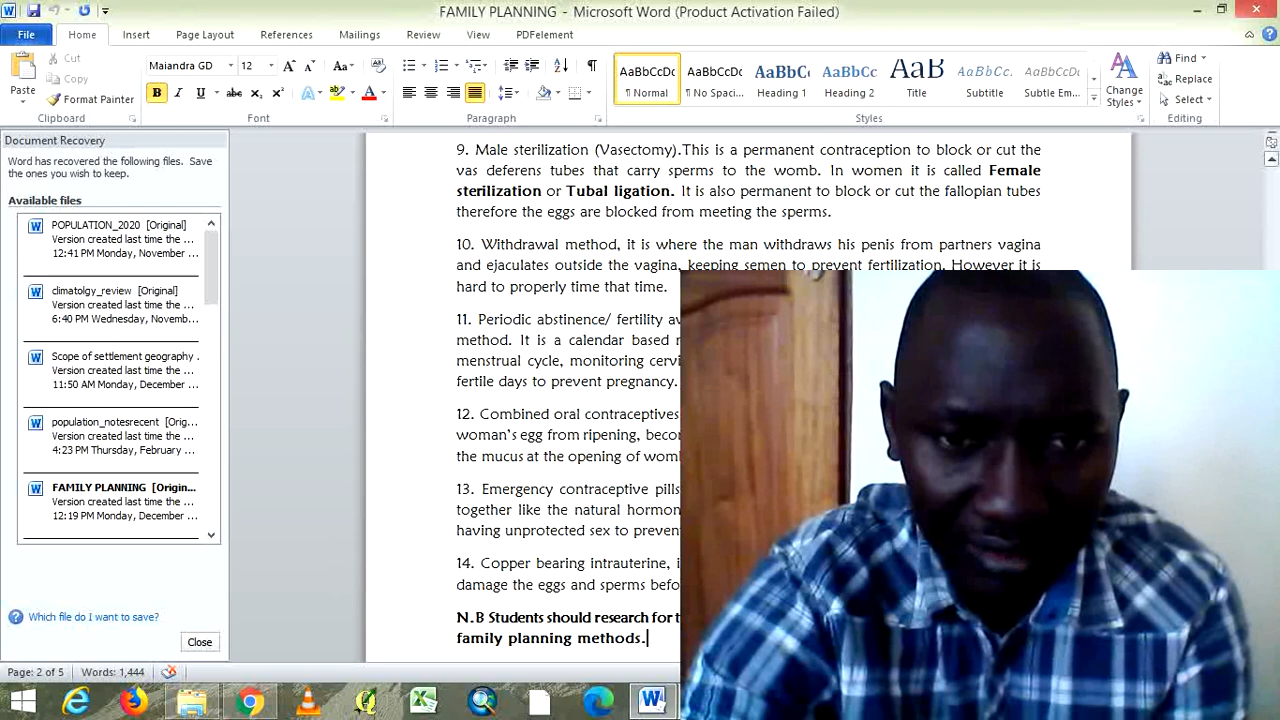 FAMILY PLANNING - Microsoft Word (Product Activation Failed)
File Home Insert Page Layout References Mailings Review View PDFelement
Paste
Cut
Copy
Format Painter
Clipboard
Maiandra GD 12
Font
Paragraph
AaBbCcDc AaBbCcDc AaBbC AaBbCc AaB AaBbCcD AaBbCcD
¶ Normal ¶ No Spaci... Heading 1 Heading 2 Title Subtitle Subtle Em...
Styles
Change
Styles
Find
Replace
Select
Editing
Document Recovery
Word has recovered the following files. Save
the ones you wish to keep.
Available files
POPULATION_2020 [Original]
Version created last time the ...
12:41 PM Monday, November ...
climatolgy_review [Original]
Version created last time the ...
6:40 PM Wednesday, Novemb...
Scope of settlement geography .
Version created last time the ...
11:50 AM Monday, December ...
population_notesrecent [Orig...
Version created last time the ...
4:23 PM Thursday, February ...
FAMILY PLANNING [Origin...
Version created last time the ...
12:19 PM Monday, December ...
Which file do I want to save?
Close
9. Male sterilization (Vasectomy).This is a permanent contraception to block or cut the
vas deferens tubes that carry sperms to the womb. In women it is called Female
sterilization or Tubal ligation. It is also permanent to block or cut the fallopian tubes
therefore the eggs are blocked from meeting the sperms.
10. Withdrawal method, it is where the man withdraws his penis from partners vagina
and ejaculates outside the vagina, keeping semen to prevent fertilization. However it is
hard to properly time that time.
11. Periodic abstinence/ fertility
method. It is a calendar based
menstrual cycle, monitoring
fertile days to prevent pregnancy.
12. Combined oral contraceptives
woman's egg from ripening,
the mucus at the opening of
13. Emergency contraceptive pills
together like the natural
having unprotected sex to
14. Copper bearing intrauterine,
damage the eggs and sperms
N.B Students should research for
family planning methods.
Page: 2 of 5 Words: 1,444